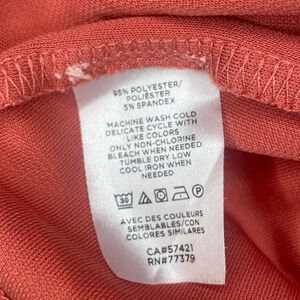 95% POLYESTER/
POLIÉSTER
5% SPANDEX
MACHINE WASH COLD
DELICATE CYCLE WITH
LIKE COLORS
ONLY NON-CHLORINE
BLEACH WHEN NEEDED
TUMBLE DRY LOW
COOL IRON WHEN
NEEDED
30
AVEC DES COULEURS
SEMBLABLES/CON
COLORES SIMILARES
CA#57421
RN#77379